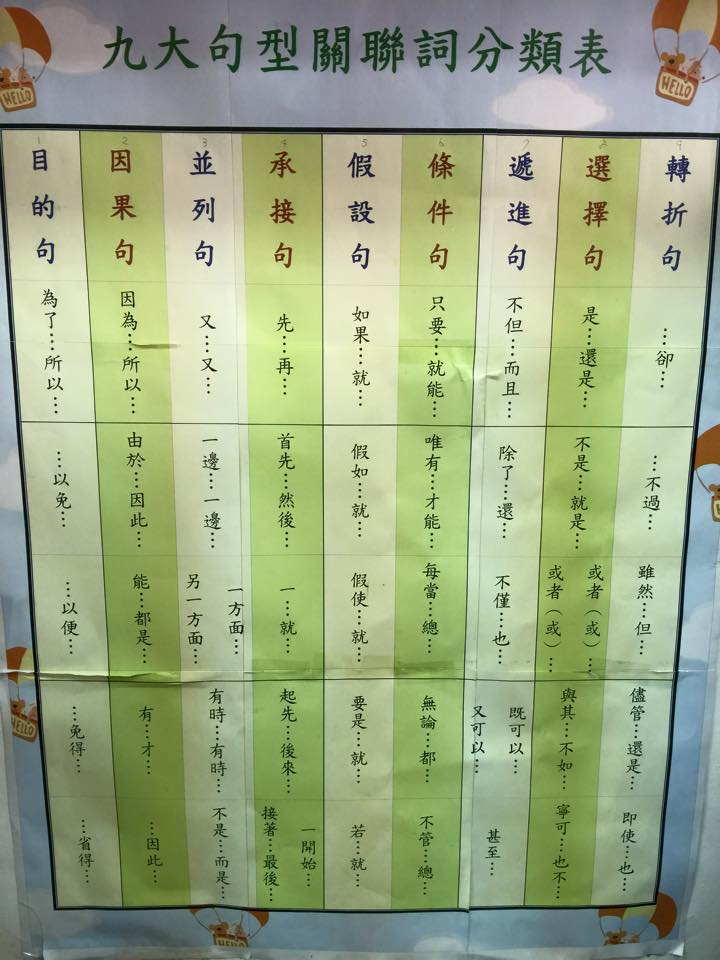 九大句型關聯詞分類表
HELLO
HELLO
9
轉折句
…卻…
…不過…
雖然…但…
儘管…還是…
即使…也…
8
選擇句
是…還是…
不是…就是…
或者(或)…
或者(或)…
與其…不如…
寧可…也不…
7
遞進句
不但…而且…
除了…還…
不僅…也…
既可以…
又可以…
甚至…
6
條件句
只要…就能…
唯有…才能…
每當…總…
無論…都…
不管…總…
5
假設句
如果…就…
假如…就…
假使…就…
要是…就…
若…就…
4
承接句
先…再…
首先…然後…
一…就…
起先…後來…
一開始…
接著…最後…
3
並列句
又…又…
一邊…一邊…
一方面…
另一方面…
有時…有時…
不是…而是…
2
因果句
因為…所以…
由於…因此…
能…都是…
有…才…
…因此…
1
目的句
為了…所以…
…以免…
…以便…
…免得…
…省得…
HELLO
HELLO